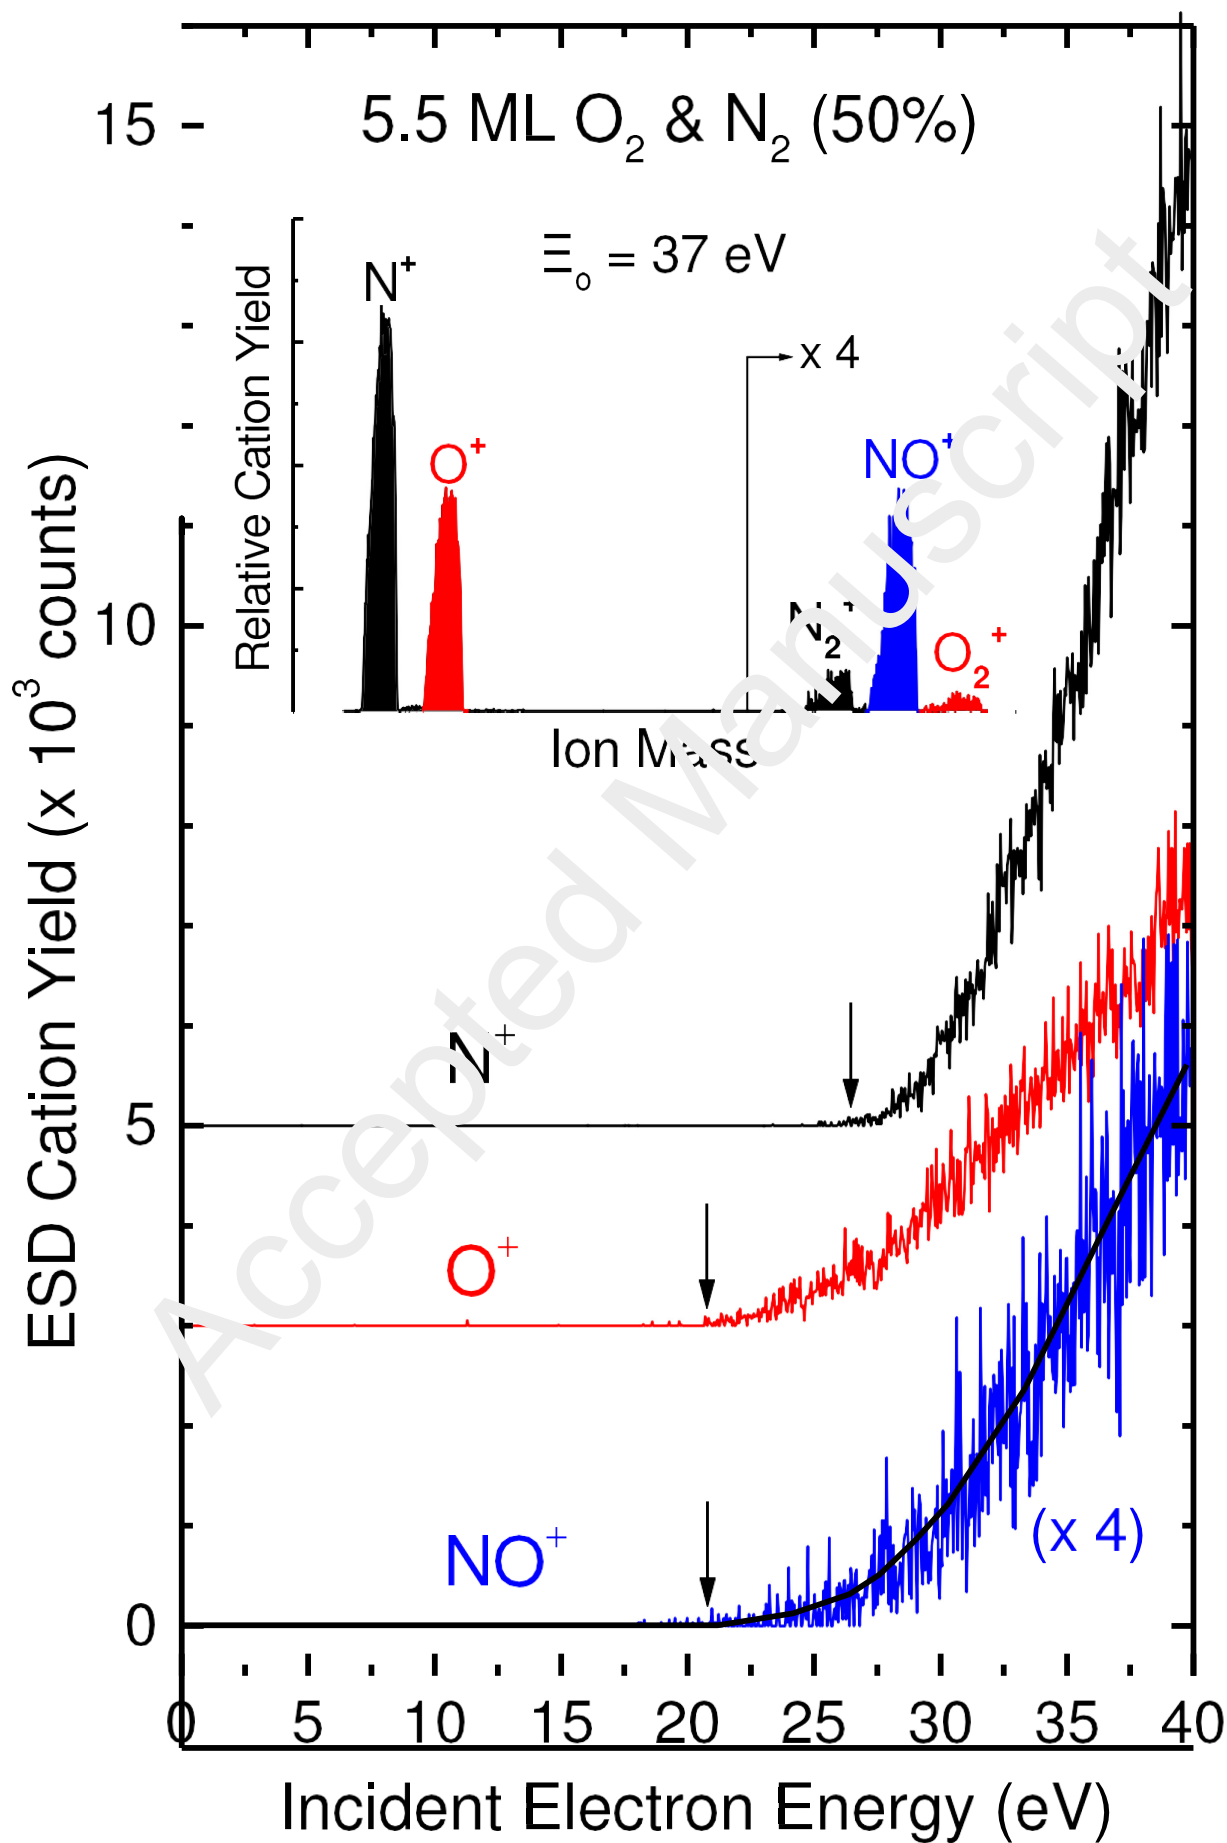 5.5 ML O₂ & N₂ (50%)
Ξ₀ = 37 eV
N⁺
O⁺
x 4
NO⁺
N₂⁺
O₂⁺
Relative Cation Yield
Ion Mass
Accepted Manuscript
ESD Cation Yield (x 10³ counts)
15
10
5
0
N⁺
O⁺
NO⁺
(x 4)
0 5 10 15 20 25 30 35 40
Incident Electron Energy (eV)